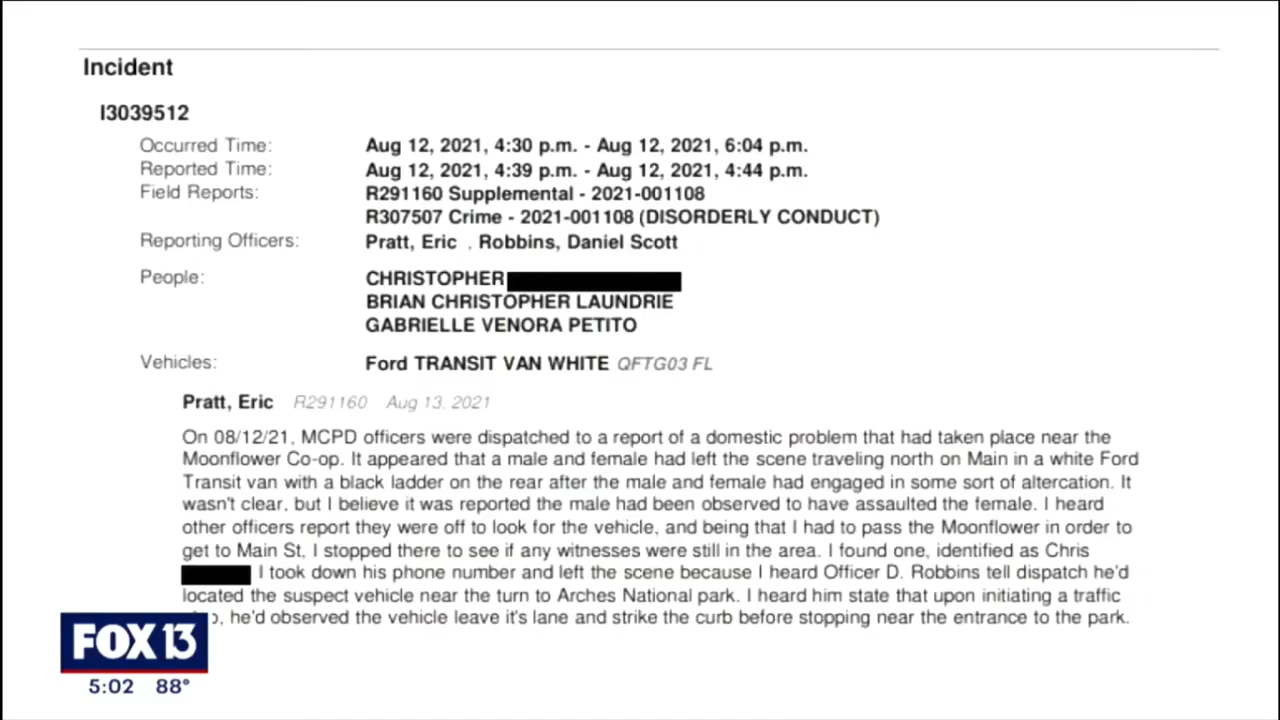 Incident
I3039512
Occurred Time: Aug 12, 2021, 4:30 p.m. - Aug 12, 2021, 6:04 p.m.
Reported Time: Aug 12, 2021, 4:39 p.m. - Aug 12, 2021, 4:44 p.m.
Field Reports: R291160 Supplemental - 2021-001108
R307507 Crime - 2021-001108 (DISORDERLY CONDUCT)
Reporting Officers: Pratt, Eric , Robbins, Daniel Scott
People: CHRISTOPHER
BRIAN CHRISTOPHER LAUNDRIE
GABRIELLE VENORA PETITO
Vehicles: Ford TRANSIT VAN WHITE QFTG03 FL
Pratt, Eric R291160 Aug 13, 2021
On 08/12/21, MCPD officers were dispatched to a report of a domestic problem that had taken place near the
Moonflower Co-op. It appeared that a male and female had left the scene traveling north on Main in a white Ford
Transit van with a black ladder on the rear after the male and female had engaged in some sort of altercation. It
wasn't clear, but I believe it was reported the male had been observed to have assaulted the female. I heard
other officers report they were off to look for the vehicle, and being that I had to pass the Moonflower in order to
get to Main St, I stopped there to see if any witnesses were still in the area. I found one, identified as Chris
I took down his phone number and left the scene because I heard Officer D. Robbins tell dispatch he'd
located the suspect vehicle near the turn to Arches National park. I heard him state that upon initiating a traffic
he'd observed the vehicle leave it's lane and strike the curb before stopping near the entrance to the park.
FOX 13
5:02 88°